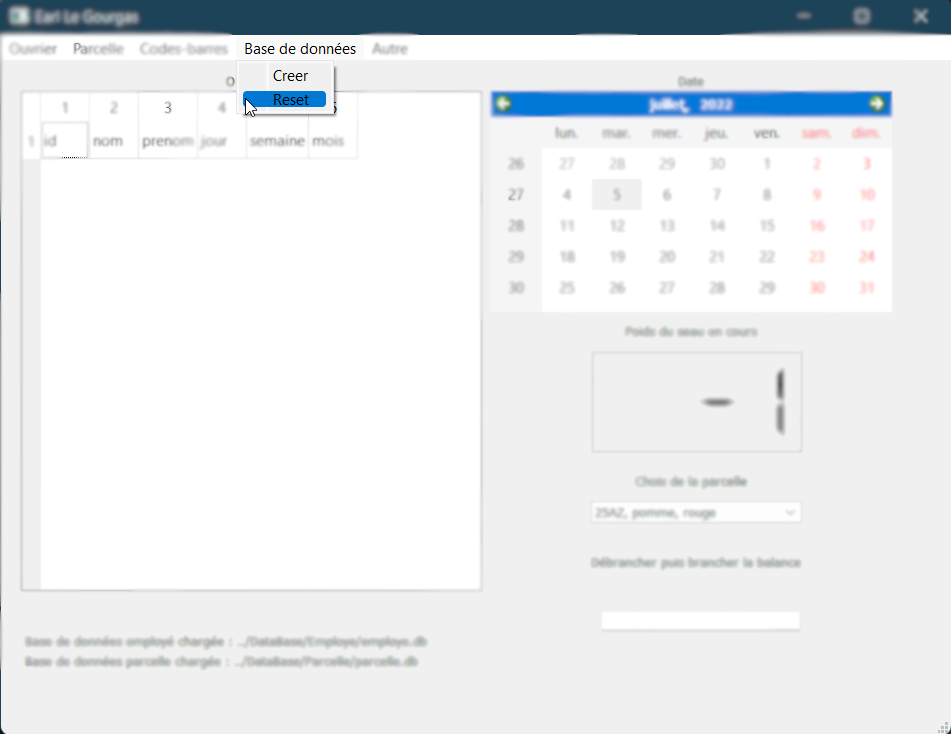 Earl Le Gourgas
Ouvrier Parcelle Codes-barres Base de données Autre
Creer
Reset
O
Date
1 2 3 4
1 id nom prenom jour semaine mois
juillet, 2022
lun. mar. mer. jeu. ven. sam. dim.
26 27 28 29 30 1 2 3
27 4 5 6 7 8 9 10
28 11 12 13 14 15 16 17
29 18 19 20 21 22 23 24
30 25 26 27 28 29 30 31
Poids du seau en cours
-1
Choix de la parcelle
25AZ, pomme, rouge
Débrancher puis brancher la balance
Base de données employé chargée : ../DataBase/Employe/employe.db
Base de données parcelle chargée : ../DataBase/Parcelle/parcelle.db